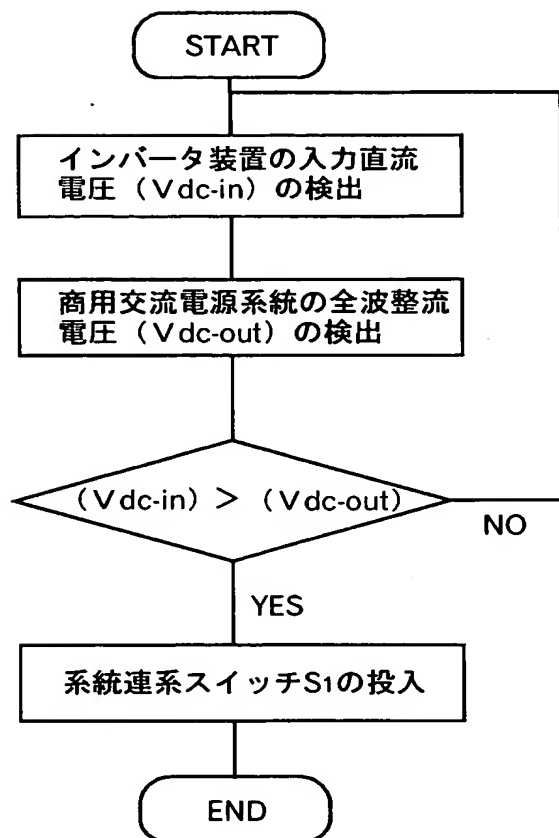 START
インバータ装置の入力直流
電圧（Vdc-in）の検出
商用交流電源系統の全波整流
電圧（Vdc-out）の検出
（Vdc-in）＞（Vdc-out）
NO
YES
系統連系スイッチS1の投入
END